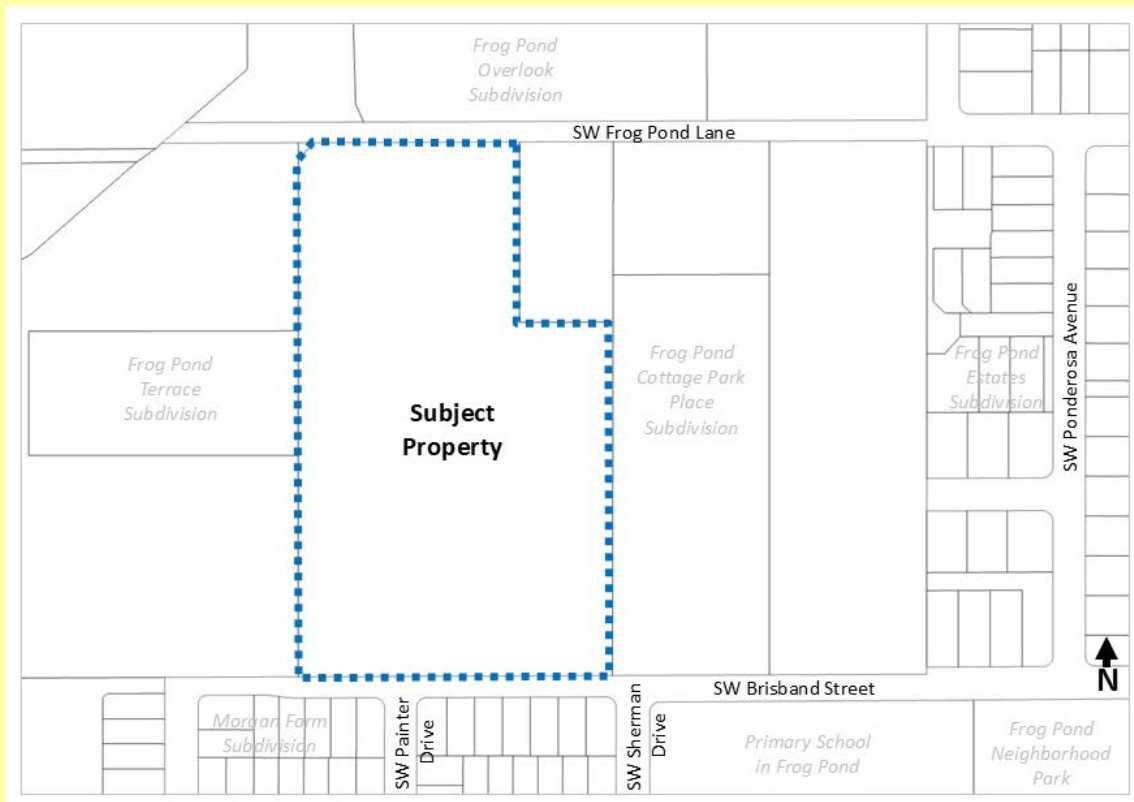 Frog Pond
Overlook
Subdivision
SW Frog Pond Lane
Frog Pond
Terrace
Subdivision
Subject
Property
Frog Pond
Cottage Park
Place
Subdivision
Frog Pond
Estates
Subdivision
SW Ponderosa Avenue
N
SW Brisband Street
Morgan Farm
Subdivision
SW Painter
Drive
SW Sherman
Drive
Primary School
in Frog Pond
Frog Pond
Neighborhood
Park